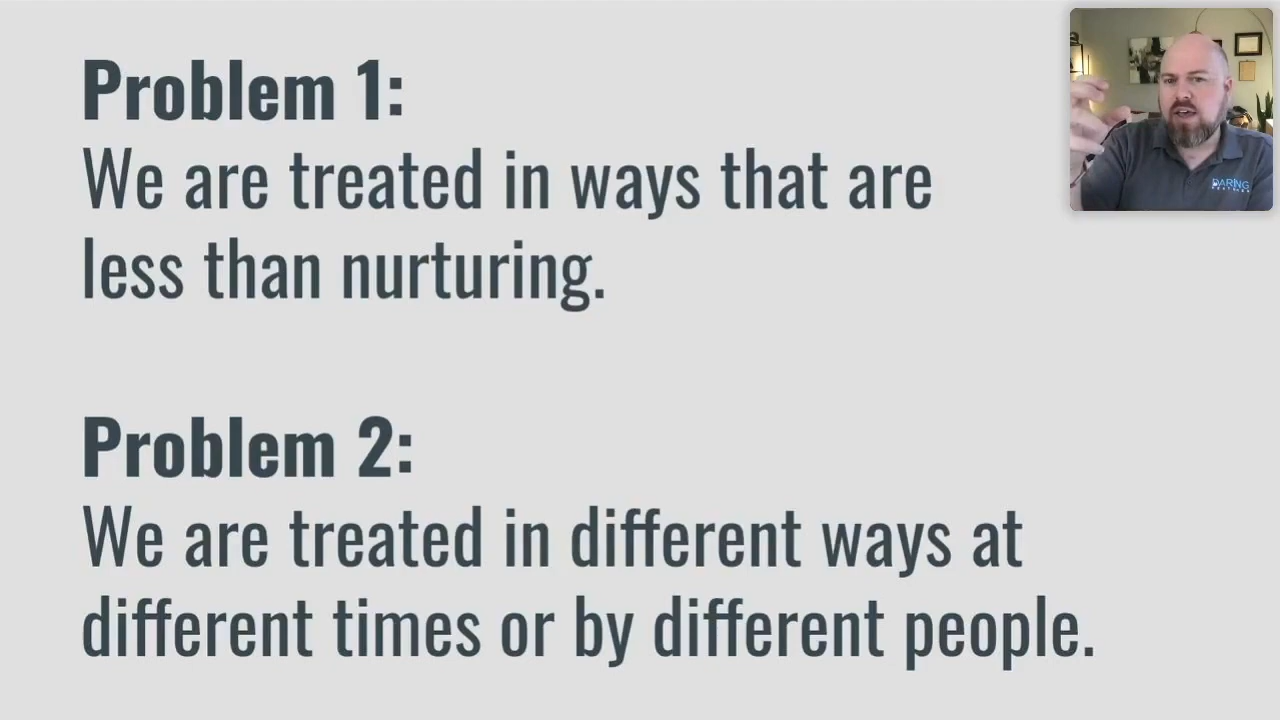 Problem 1:
We are treated in ways that are
less than nurturing.
Problem 2:
We are treated in different ways at
different times or by different people.
DARING